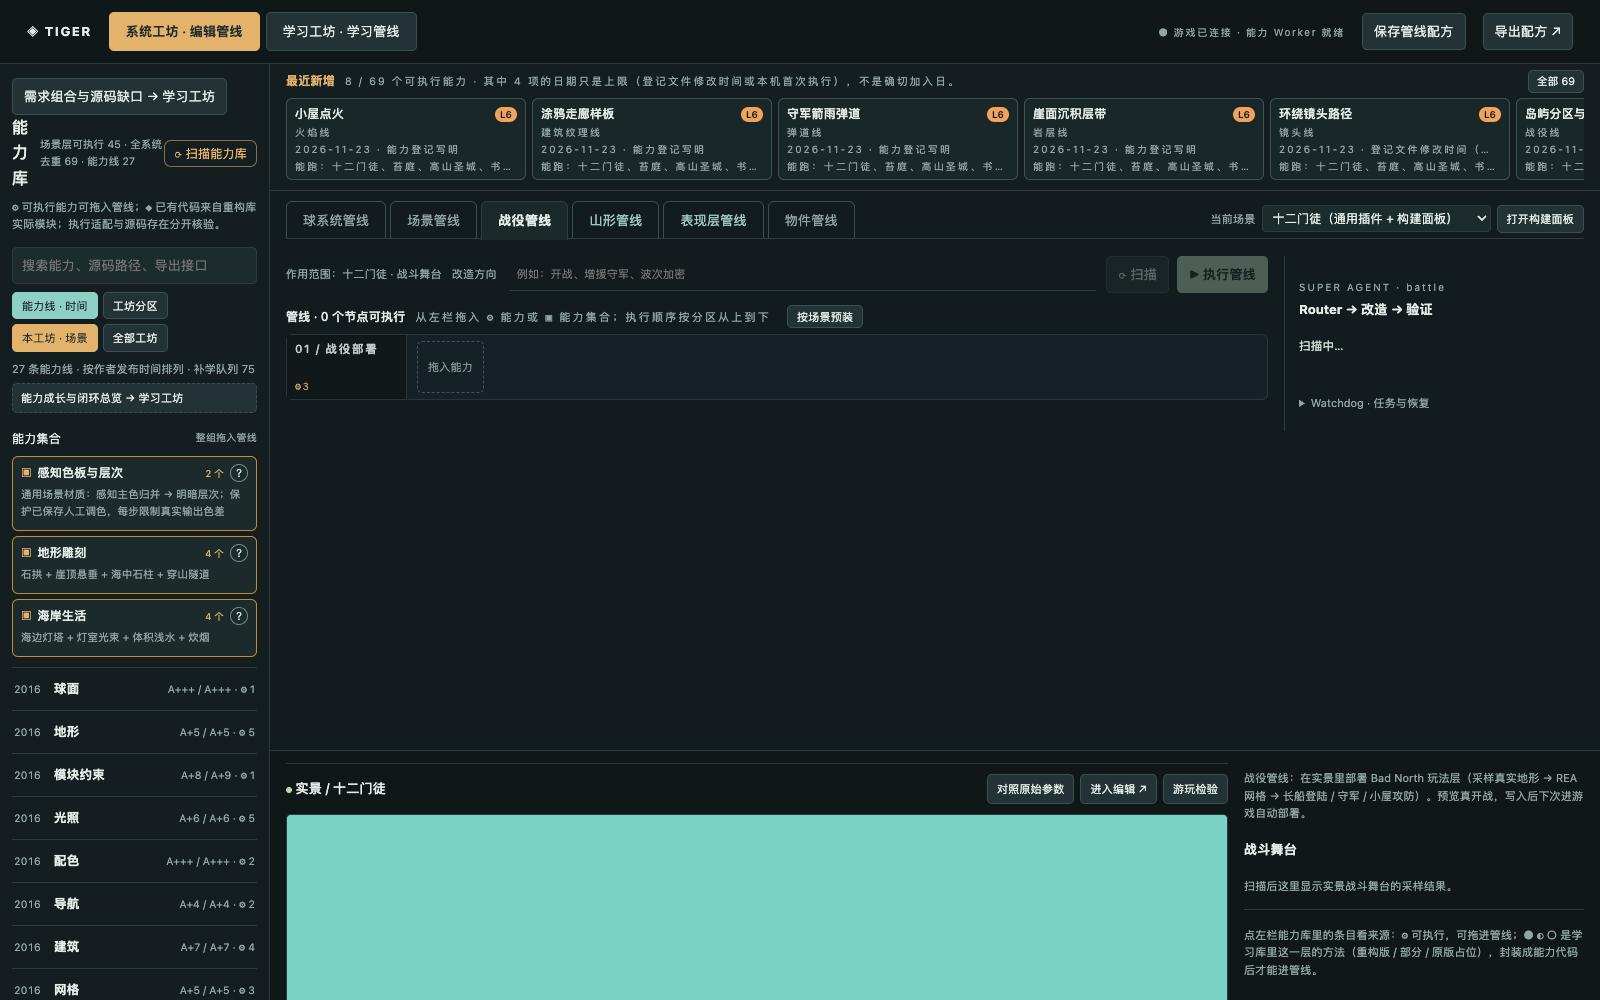 ◈ TIGER
系统工坊 · 编辑管线
学习工坊 · 学习管线
游戏已连接 · 能力 Worker 就绪
保存管线配方
导出配方 ↗
需求组合与源码缺口 → 学习工坊
能力库
场景层可执行 45 · 全系统去重 69 · 能力线 27
⟳ 扫描能力库
⚙ 可执行能力可拖入管线；◆ 已有代码来自重构库
实际模块；执行适配与源码存在分开核验。
搜索能力、源码路径、导出接口
能力线 · 时间
工坊分区
本工坊 · 场景
全部工坊
27 条能力线 · 按作者发布时间排列 · 补学队列 75
能力成长与闭环总览 → 学习工坊
能力集合
整组拖入管线
▣ 感知色板与层次
2 个 ?
通用场景材质：感知主色归并 → 明暗层次；保
护已保存人工调色，每步限制真实输出色差
▣ 地形雕刻
4 个 ?
石拱 + 崖顶悬垂 + 海中石柱 + 穿山隧道
▣ 海岸生活
4 个 ?
海边灯塔 + 灯室光束 + 体积浅水 + 炊烟
2016 球面 A+++ / A+++ · ⚙ 1
2016 地形 A+5 / A+5 · ⚙ 5
2016 模块约束 A+8 / A+9 · ⚙ 1
2016 光照 A+6 / A+6 · ⚙ 5
2016 配色 A+++ / A+++ · ⚙ 2
2016 导航 A+4 / A+4 · ⚙ 2
2016 建筑 A+7 / A+7 · ⚙ 4
2016 网格 A+5 / A+5 · ⚙ 3
最近新增 8 / 69 个可执行能力 · 其中 4 项的日期只是上限（登记文件修改时间或本机首次执行），不是确切加入日。
全部 69
小屋点火 L6
火焰线
2026-11-23 · 能力登记写明
能跑：十二门徒、苔庭、高山圣城、书…
涂鸦走廊样板 L6
建筑纹理线
2026-11-23 · 能力登记写明
能跑：十二门徒、苔庭、高山圣城、书…
守军箭雨弹道 L6
弹道线
2026-11-23 · 能力登记写明
能跑：十二门徒、苔庭、高山圣城、书…
崖面沉积层带 L6
岩层线
2026-11-23 · 能力登记写明
能跑：十二门徒、苔庭、高山圣城、书…
环绕镜头路径 L6
镜头线
2026-11-23 · 登记文件修改时间（…
能跑：十二门徒、苔庭、高山圣城、书…
岛屿分区与
战役线
2026-11-2
能跑：十二门
球系统管线
场景管线
战役管线
山形管线
表现层管线
物件管线
当前场景
十二门徒（通用插件 + 构建面板）
打开构建面板
作用范围：十二门徒 · 战斗舞台
改造方向
例如：开战、增援守军、波次加密
⟳ 扫描
▶ 执行管线
管线 · 0 个节点可执行
从左栏拖入 ⚙ 能力或 ▣ 能力集合；执行顺序按分区从上到下
按场景预装
01 / 战役部署
⚙3
拖入能力
SUPER AGENT · battle
Router → 改造 → 验证
扫描中…
▶ Watchdog · 任务与恢复
实景 / 十二门徒
对照原始参数
进入编辑 ↗
游玩检验
战役管线：在实景里部署 Bad North 玩法层（采样真实地形 → REA
网格 → 长船登陆 / 守军 / 小屋攻防）。预览真开战，写入后下次进游
戏自动部署。
战斗舞台
扫描后这里显示实景战斗舞台的采样结果。
点左栏能力库里的条目看来源：⚙ 可执行，可拖进管线；● ◐ ○ 是学
习库里这一层的方法（重构版 / 部分 / 原版占位），封装成能力代码
后才能进管线。